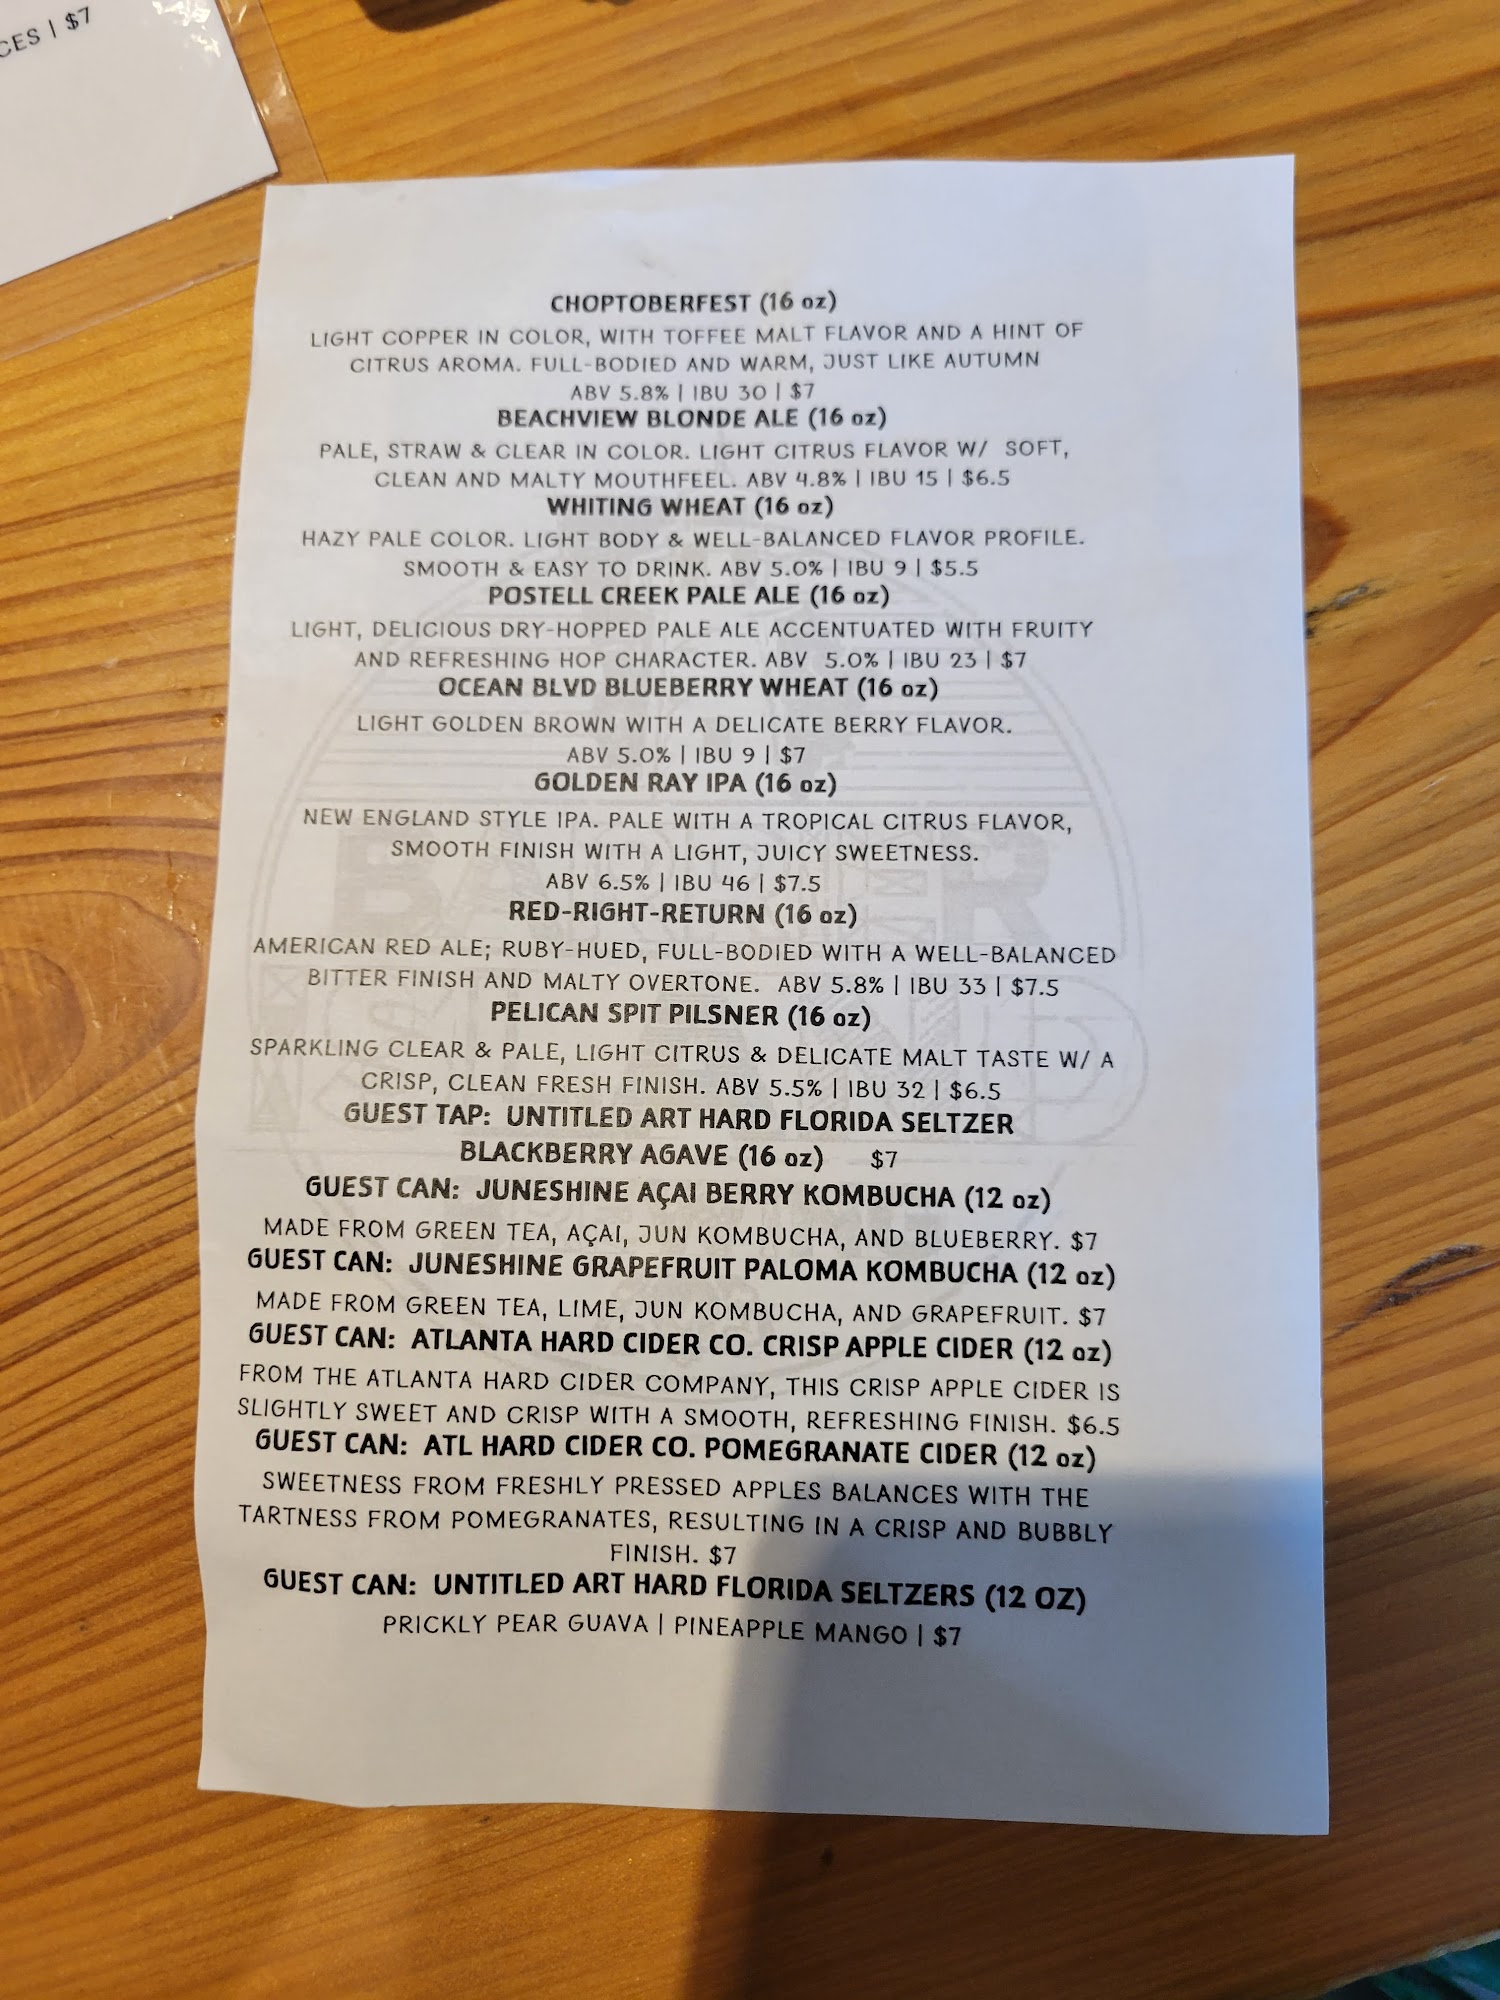 CES | $7
CHOPTOBERFEST (16 oz)
LIGHT COPPER IN COLOR, WITH TOFFEE MALT FLAVOR AND A HINT OF
CITRUS AROMA. FULL-BODIED AND WARM, JUST LIKE AUTUMN
ABV 5.8% | IBU 30 | $7
BEACHVIEW BLONDE ALE (16 oz)
PALE, STRAW & CLEAR IN COLOR. LIGHT CITRUS FLAVOR W/ SOFT,
CLEAN AND MALTY MOUTHFEEL. ABV 4.8% | IBU 15 | $6.5
WHITING WHEAT (16 oz)
HAZY PALE COLOR. LIGHT BODY & WELL-BALANCED FLAVOR PROFILE.
SMOOTH & EASY TO DRINK. ABV 5.0% | IBU 9 | $5.5
POSTELL CREEK PALE ALE (16 oz)
LIGHT, DELICIOUS DRY-HOPPED PALE ALE ACCENTUATED WITH FRUITY
AND REFRESHING HOP CHARACTER. ABV 5.0% | IBU 23 | $7
OCEAN BLVD BLUEBERRY WHEAT (16 oz)
LIGHT GOLDEN BROWN WITH A DELICATE BERRY FLAVOR.
ABV 5.0% | IBU 9 | $7
GOLDEN RAY IPA (16 oz)
NEW ENGLAND STYLE IPA. PALE WITH A TROPICAL CITRUS FLAVOR,
SMOOTH FINISH WITH A LIGHT, JUICY SWEETNESS.
ABV 6.5% | IBU 46 | $7.5
RED-RIGHT-RETURN (16 oz)
AMERICAN RED ALE; RUBY-HUED, FULL-BODIED WITH A WELL-BALANCED
BITTER FINISH AND MALTY OVERTONE. ABV 5.8% | IBU 33 | $7.5
PELICAN SPIT PILSNER (16 oz)
SPARKLING CLEAR & PALE, LIGHT CITRUS & DELICATE MALT TASTE W/ A
CRISP, CLEAN FRESH FINISH. ABV 5.5% | IBU 32 | $6.5
GUEST TAP: UNTITLED ART HARD FLORIDA SELTZER
BLACKBERRY AGAVE (16 oz) $7
GUEST CAN: JUNESHINE AÇAI BERRY KOMBUCHA (12 oz)
MADE FROM GREEN TEA, AÇAI, JUN KOMBUCHA, AND BLUEBERRY. $7
GUEST CAN: JUNESHINE GRAPEFRUIT PALOMA KOMBUCHA (12 oz)
MADE FROM GREEN TEA, LIME, JUN KOMBUCHA, AND GRAPEFRUIT. $7
GUEST CAN: ATLANTA HARD CIDER CO. CRISP APPLE CIDER (12 oz)
FROM THE ATLANTA HARD CIDER COMPANY, THIS CRISP APPLE CIDER IS
SLIGHTLY SWEET AND CRISP WITH A SMOOTH, REFRESHING FINISH. $6.5
GUEST CAN: ATL HARD CIDER CO. POMEGRANATE CIDER (12 oz)
SWEETNESS FROM FRESHLY PRESSED APPLES BALANCES WITH THE
TARTNESS FROM POMEGRANATES, RESULTING IN A CRISP AND BUBBLY
FINISH. $7
GUEST CAN: UNTITLED ART HARD FLORIDA SELTZERS (12 OZ)
PRICKLY PEAR GUAVA | PINEAPPLE MANGO | $7